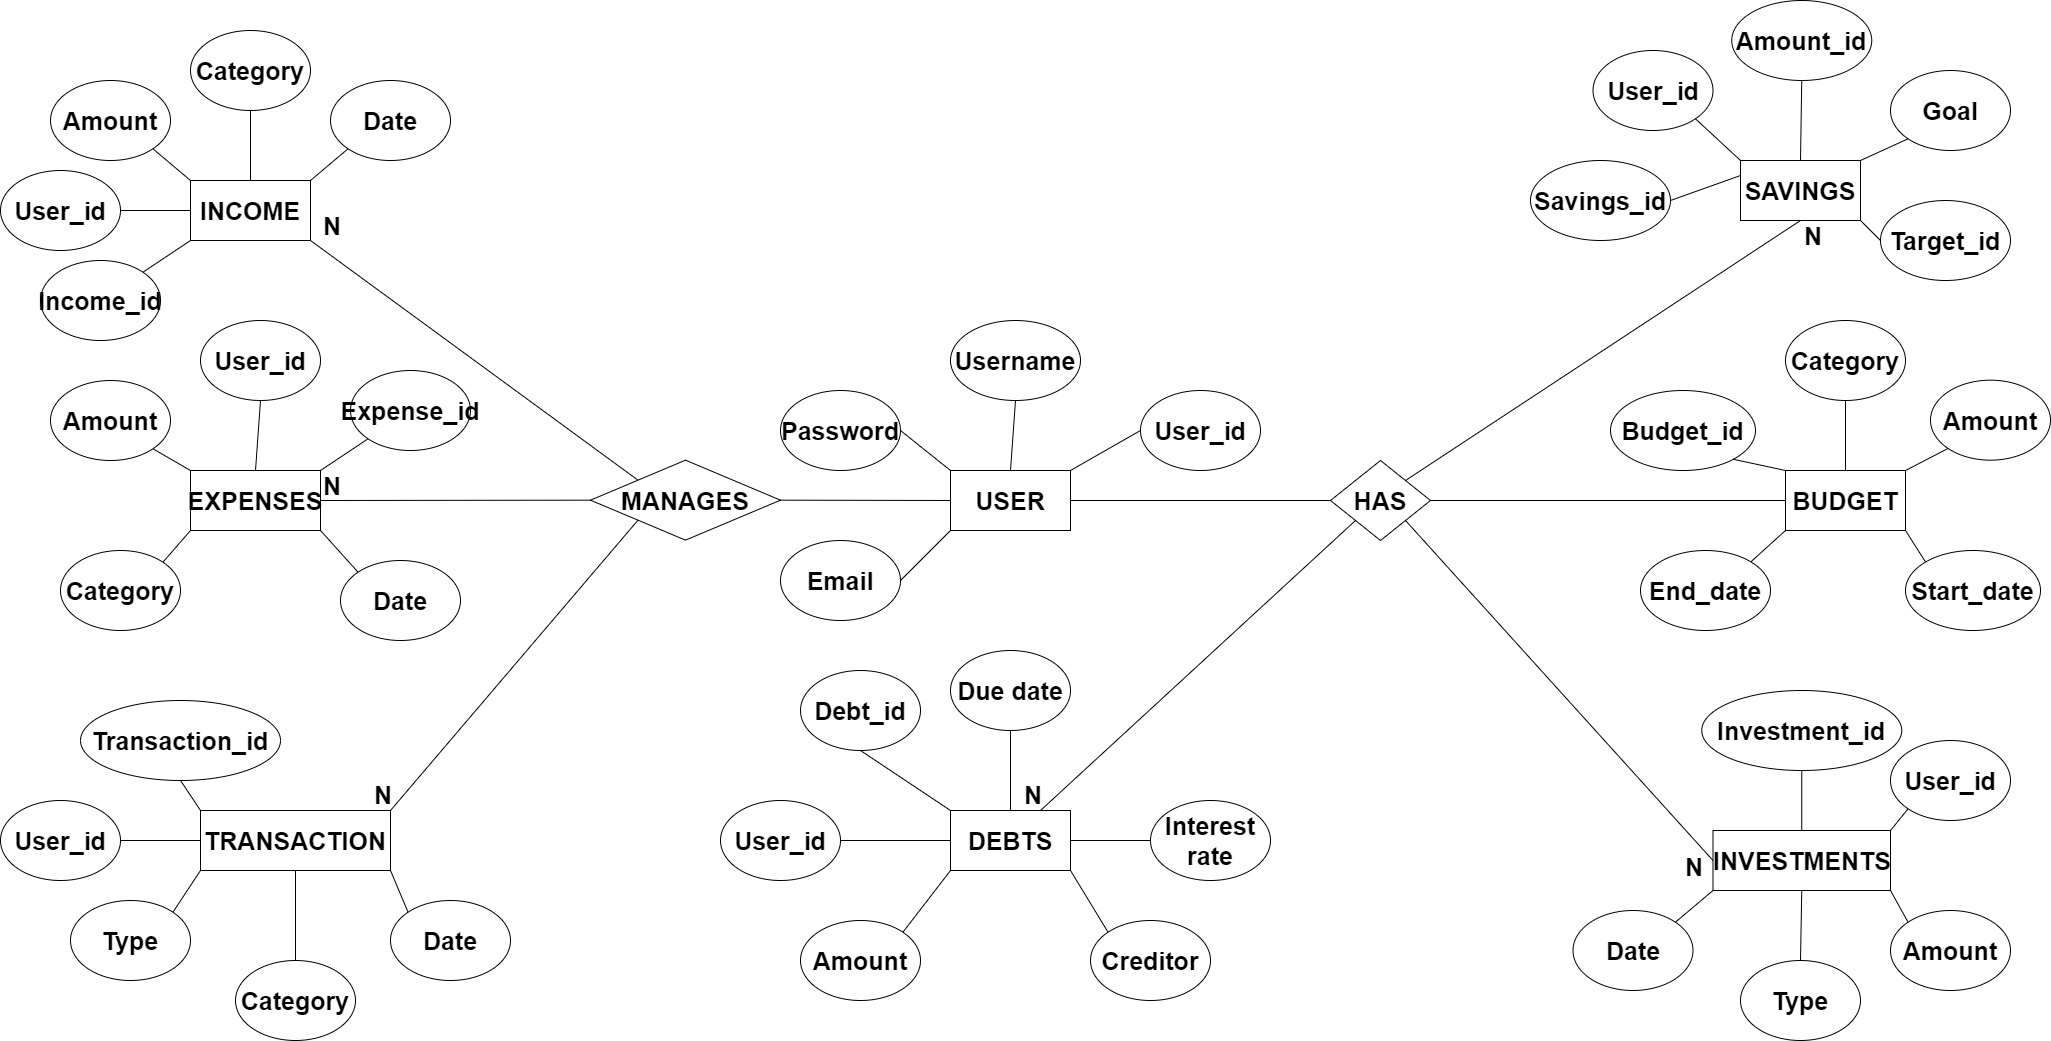 Category
Amount
Date
User_id
INCOME
N
Income_id
User_id
Expense_id
Amount
EXPENSES
N
Category
Date
MANAGES
Transaction_id
N
User_id
TRANSACTION
Type
Date
Category
Username
Password
User_id
USER
Email
Due date
Debt_id
N
User_id
DEBTS
Interest
rate
Amount
Creditor
HAS
Amount_id
User_id
Goal
Savings_id
SAVINGS
N
Target_id
Category
Budget_id
Amount
BUDGET
End_date
Start_date
Investment_id
User_id
N
INVESTMENTS
Date
Amount
Type